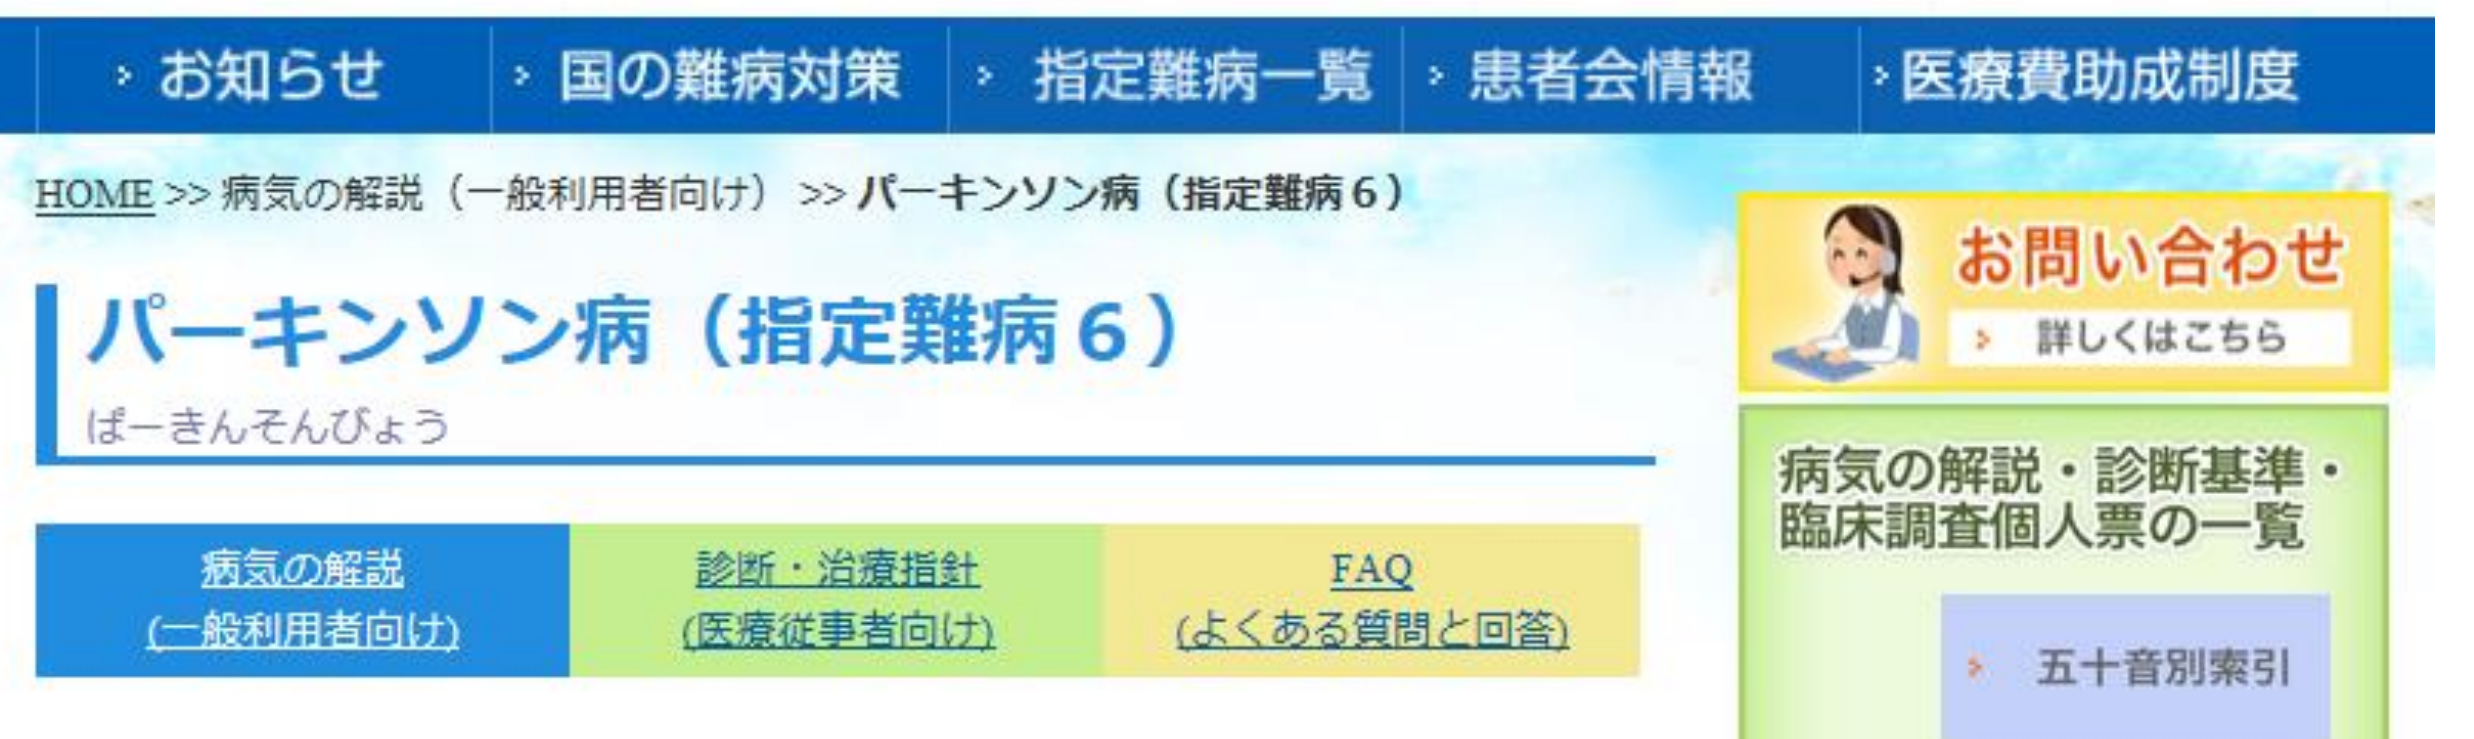 お知らせ 国の難病対策 指定難病一覧 患者会情報 医療費助成制度
HOME >> 病気の解説（一般利用者向け） >> パーキンソン病（指定難病６）
パーキンソン病（指定難病６）
ぱーきんそんびょう
病気の解説
(一般利用者向け)
診断・治療指針
(医療従事者向け)
FAQ
(よくある質問と回答)
お問い合わせ
詳しくはこちら
病気の解説・診断基準・
臨床調査個人票の一覧
五十音別索引